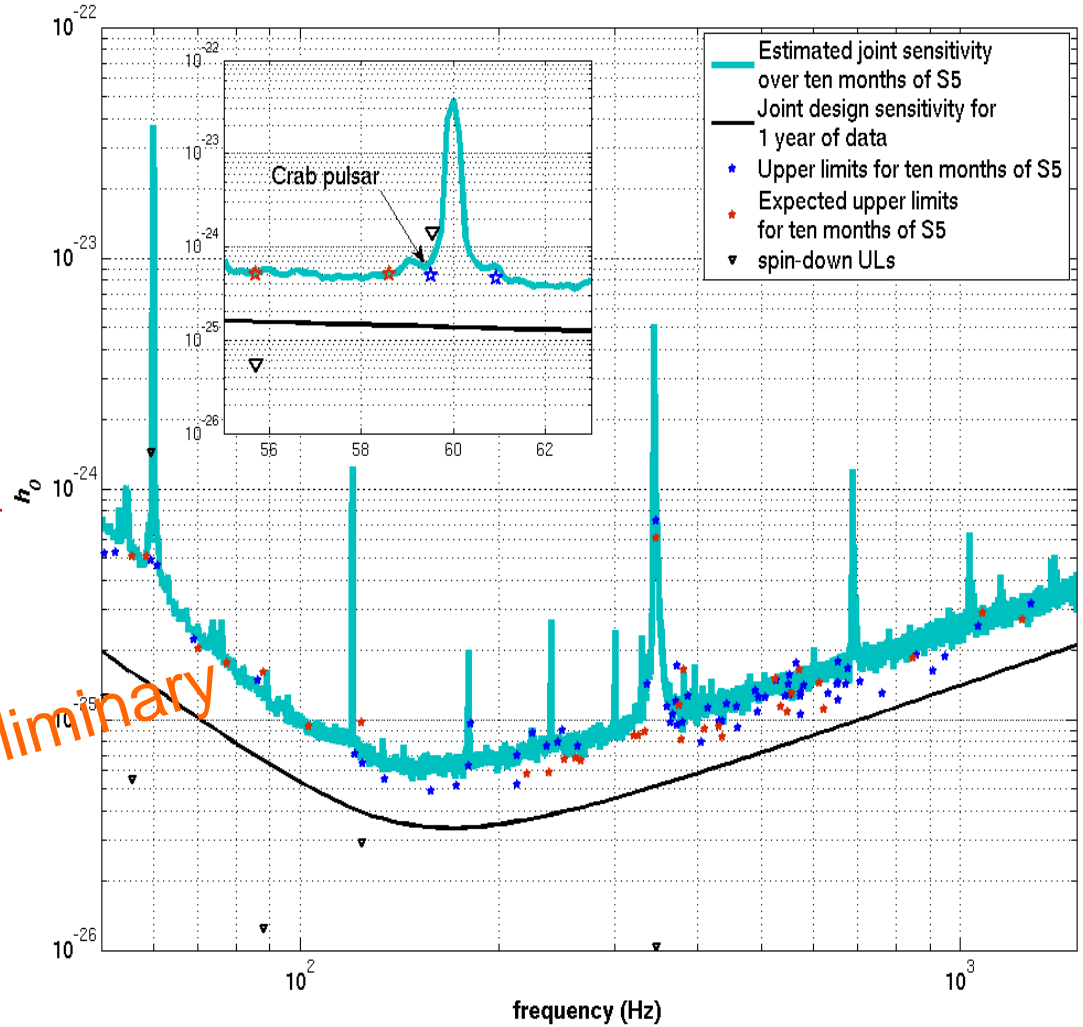 10^-22
10^-23
10^-24
10^-25
10^-26
h_0
Estimated joint sensitivity
over ten months of S5
Joint design sensitivity for
1 year of data
Upper limits for ten months of S5
Expected upper limits
for ten months of S5
spin-down ULs
10^-22
10^-23
10^-24
10^-25
10^-26
Crab pulsar
56 58 60 62
liminary
10^2 10^3
frequency (Hz)